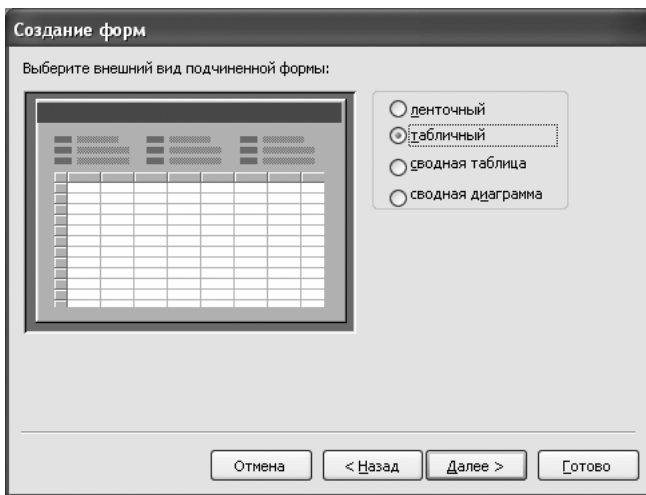 Создание форм
Выберите внешний вид подчиненной формы:
ленточный
табличный
сводная таблица
сводная диаграмма
Отмена
< Назад
Далее >
Готово